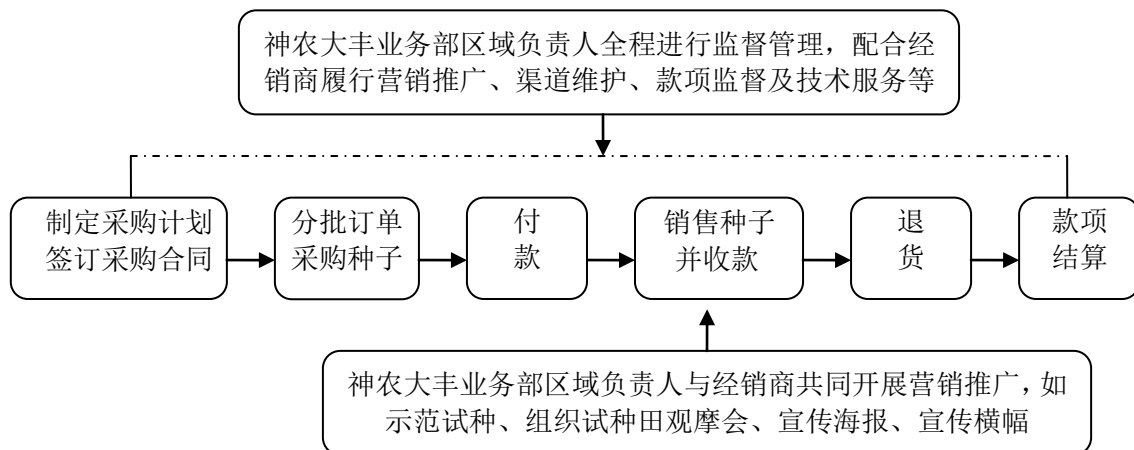 神农大丰业务部区域负责人全程进行监督管理，配合经
销商履行营销推广、渠道维护、款项监督及技术服务等
制定采购计划
签订采购合同
分批订单
采购种子
付
款
销售种子
并收款
退
货
款项
结算
神农大丰业务部区域负责人与经销商共同开展营销推广，如
示范试种、组织试种田观摩会、宣传海报、宣传横幅